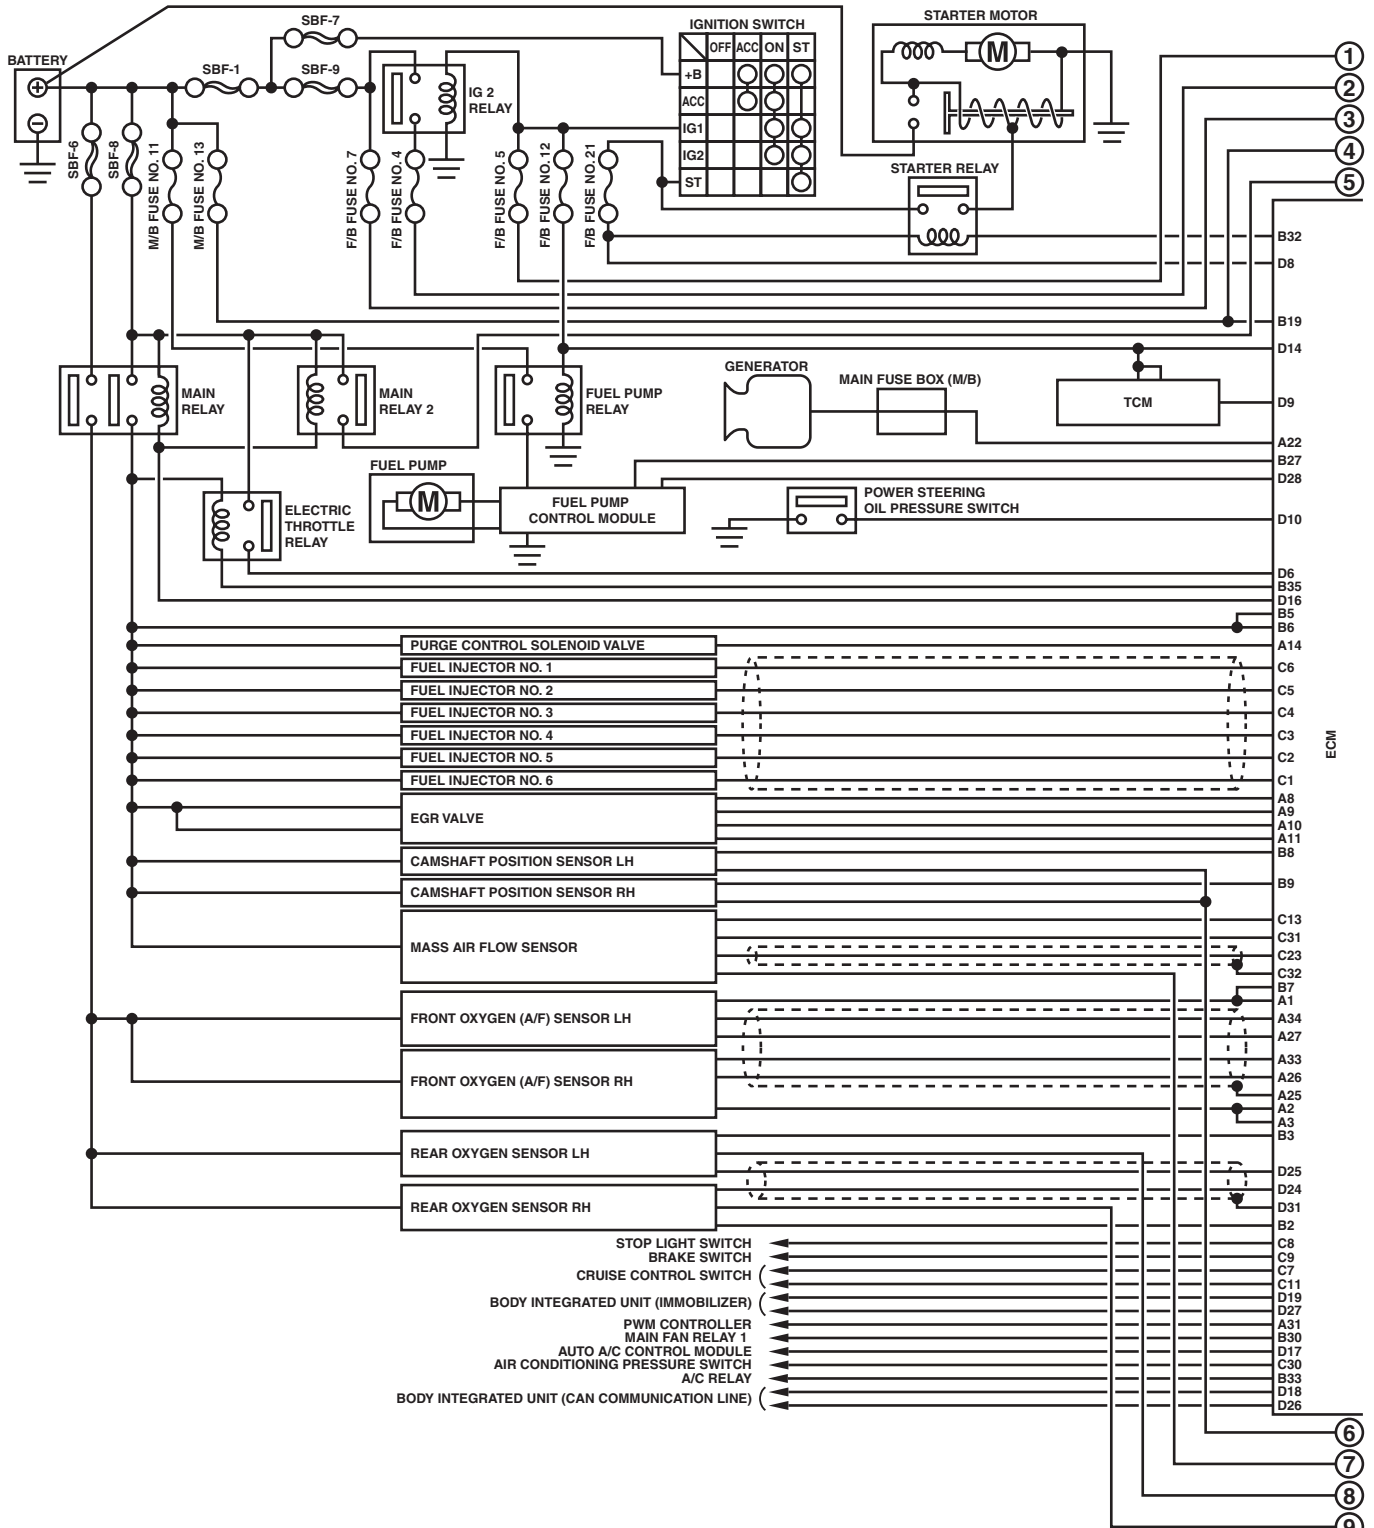 SBF-7
IGNITION SWITCH
STARTER MOTOR
OFF ACC ON ST
M
1
BATTERY
SBF-1
SBF-9
IG 2
RELAY
+B
2
ACC
3
IG1
4
IG2
STARTER RELAY
5
ST
SBF-6
SBF-8
M/B FUSE NO. 11
M/B FUSE NO. 13
F/B FUSE NO. 7
F/B FUSE NO. 4
F/B FUSE NO. 5
F/B FUSE NO. 12
F/B FUSE NO. 21
B32
D8
B19
D14
MAIN
RELAY
MAIN
RELAY 2
FUEL PUMP
RELAY
GENERATOR
MAIN FUSE BOX (M/B)
TCM
D9
A22
B27
D28
FUEL PUMP
M
FUEL PUMP
CONTROL MODULE
POWER STEERING
OIL PRESSURE SWITCH
D10
ELECTRIC
THROTTLE
RELAY
D6
B35
D16
B5
B6
PURGE CONTROL SOLENOID VALVE
A14
FUEL INJECTOR NO. 1
C6
FUEL INJECTOR NO. 2
C5
FUEL INJECTOR NO. 3
C4
FUEL INJECTOR NO. 4
C3
ECM
FUEL INJECTOR NO. 5
C2
FUEL INJECTOR NO. 6
C1
A8
A9
EGR VALVE
A10
A11
B8
CAMSHAFT POSITION SENSOR LH
B9
CAMSHAFT POSITION SENSOR RH
C13
C31
MASS AIR FLOW SENSOR
C23
C32
B7
A1
FRONT OXYGEN (A/F) SENSOR LH
A34
A27
A33
FRONT OXYGEN (A/F) SENSOR RH
A26
A25
A2
A3
B3
REAR OXYGEN SENSOR LH
D25
D24
REAR OXYGEN SENSOR RH
D31
B2
STOP LIGHT SWITCH
C8
BRAKE SWITCH
C9
CRUISE CONTROL SWITCH
C7
C11
BODY INTEGRATED UNIT (IMMOBILIZER)
D19
D27
PWM CONTROLLER
A31
MAIN FAN RELAY 1
B30
AUTO A/C CONTROL MODULE
D17
AIR CONDITIONING PRESSURE SWITCH
C30
A/C RELAY
B33
BODY INTEGRATED UNIT (CAN COMMUNICATION LINE)
D18
D26
6
7
8
9